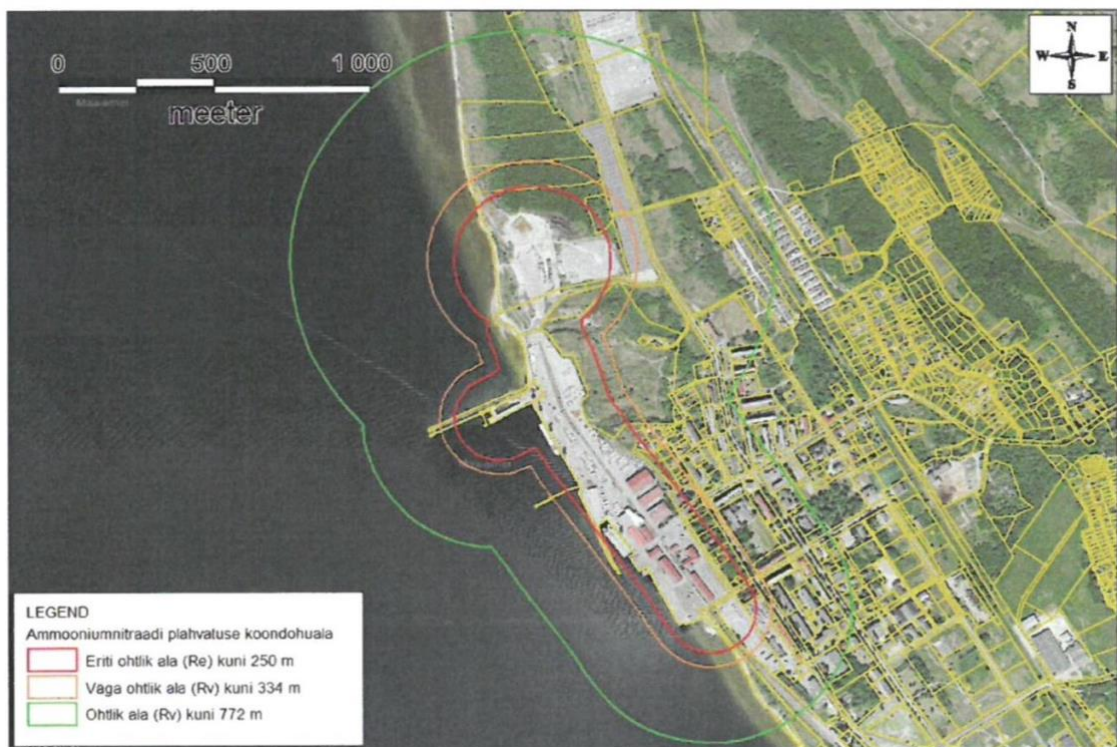 0 500 1 000
meeter
N
W E
S
LEGEND
Ammooniumnitraadi plahvatuse koondohuala
Eriti ohtlik ala (Re) kuni 250 m
Väga ohtlik ala (Rv) kuni 334 m
Ohtlik ala (Rv) kuni 772 m